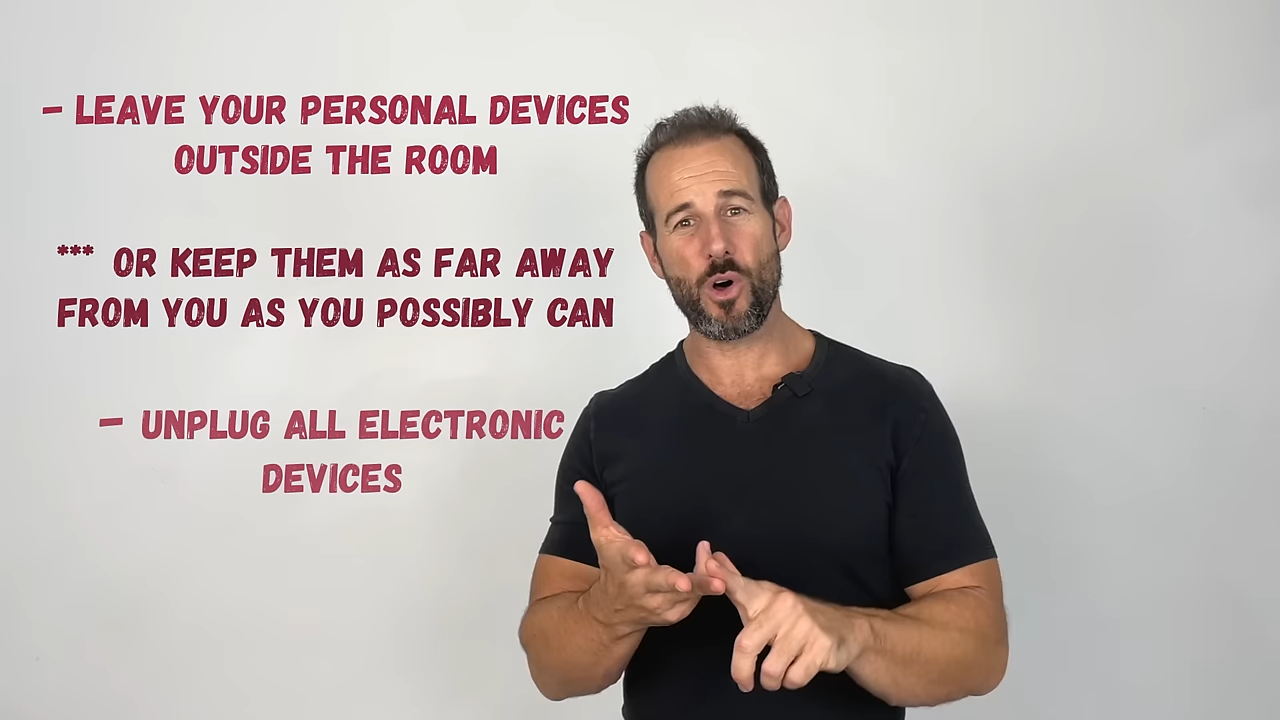 - LEAVE YOUR PERSONAL DEVICES
OUTSIDE THE ROOM
*** OR KEEP THEM AS FAR AWAY
FROM YOU AS YOU POSSIBLY CAN
- UNPLUG ALL ELECTRONIC
DEVICES